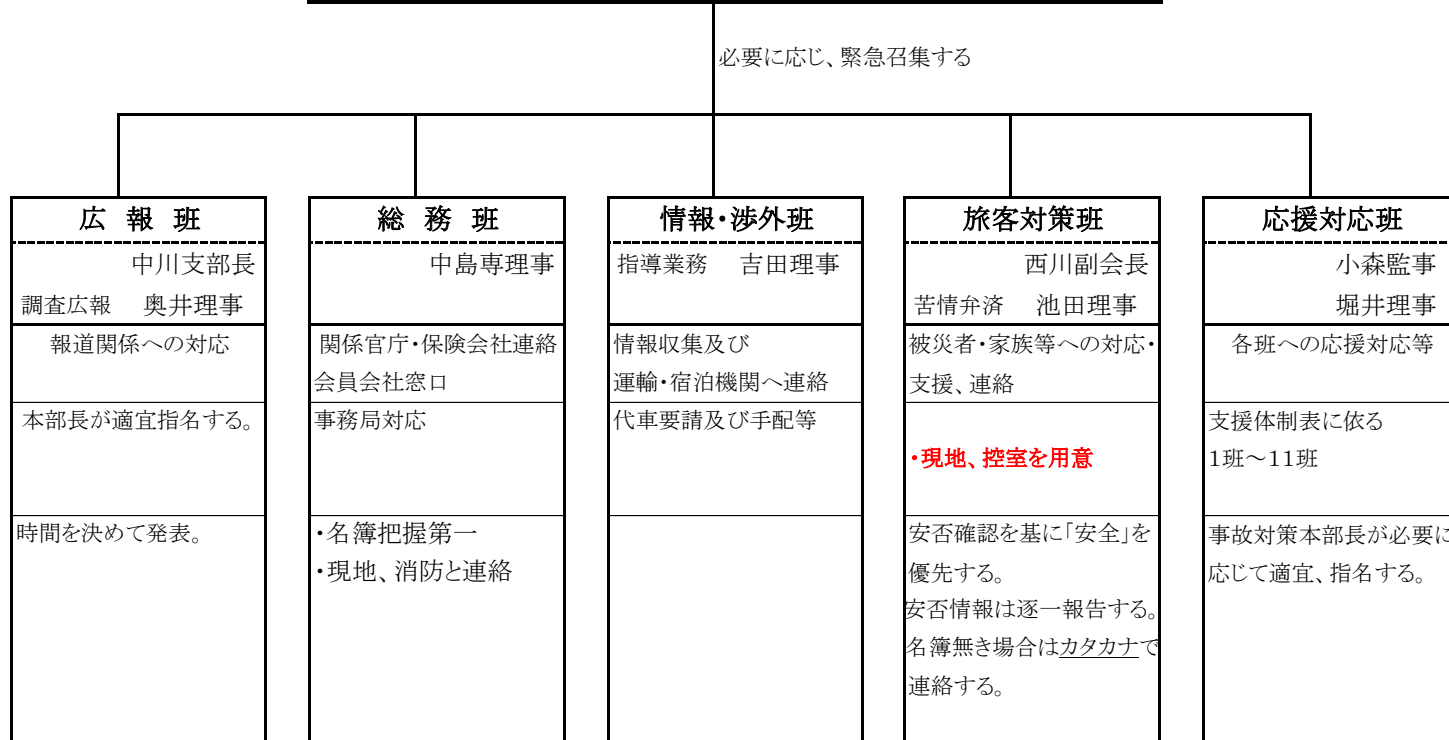 必要に応じ、緊急召集する
広 報 班
中川支部長
調査広報 奥井理事
報道関係への対応
本部長が適宜指名する。
時間を決めて発表。
総 務 班
中島専理事
関係官庁・保険会社連絡
会員会社窓口
事務局対応
・名簿把握第一
・現地、消防と連絡
情報・渉外班
指導業務 吉田理事
情報収集及び
運輸・宿泊機関へ連絡
代車要請及び手配等
旅客対策班
西川副会長
苦情弁済 池田理事
被災者・家族等への対応・
支援、連絡
・現地、控室を用意
安否確認を基に「安全」を
優先する。
安否情報は逐一報告する。
名簿無き場合はカタカナで
連絡する。
応援対応班
小森監事
堀井理事
各班への応援対応等
支援体制表に依る
1班～11班
事故対策本部長が必要に
応じて適宜、指名する。